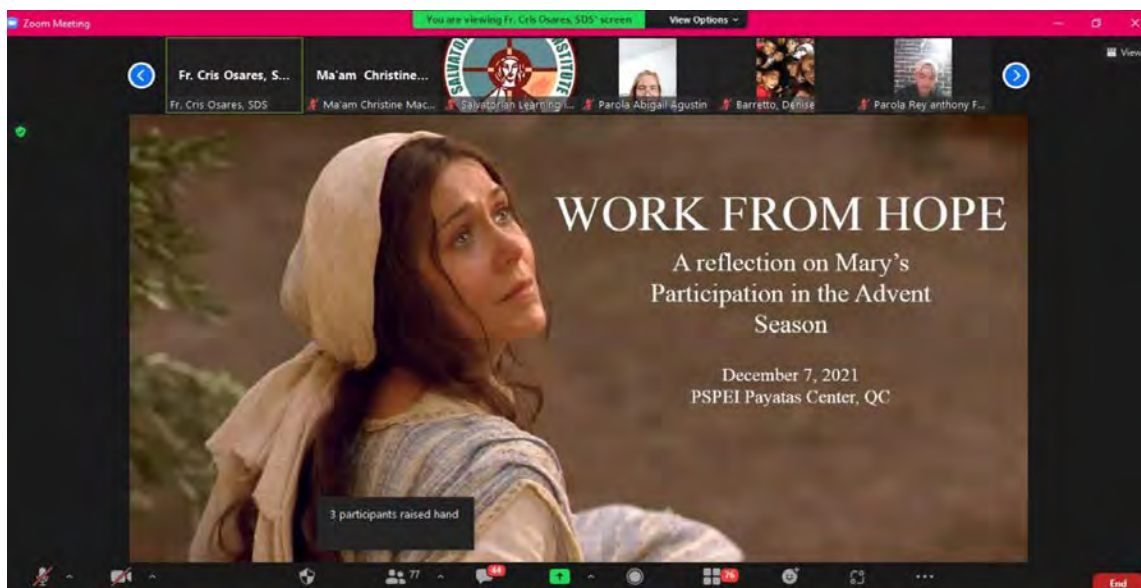 Zoom Meeting
You are viewing Fr. Cris Osares, SDS' screen
View Options
View
Fr. Cris Osares, S...
Ma'am Christine...
SALVATOR
INSTITUTE
Fr. Cris Osares, SDS
Ma'am Christine Mac...
Salvatorian Learning I...
Parola Abigail Agustin
Barretto, Denise
Parola Rey anthony F...
WORK FROM HOPE
A reflection on Mary's
Participation in the Advent
Season
December 7, 2021
PSPEI Payatas Center, QC
3 participants raised hand
77
44
76
End